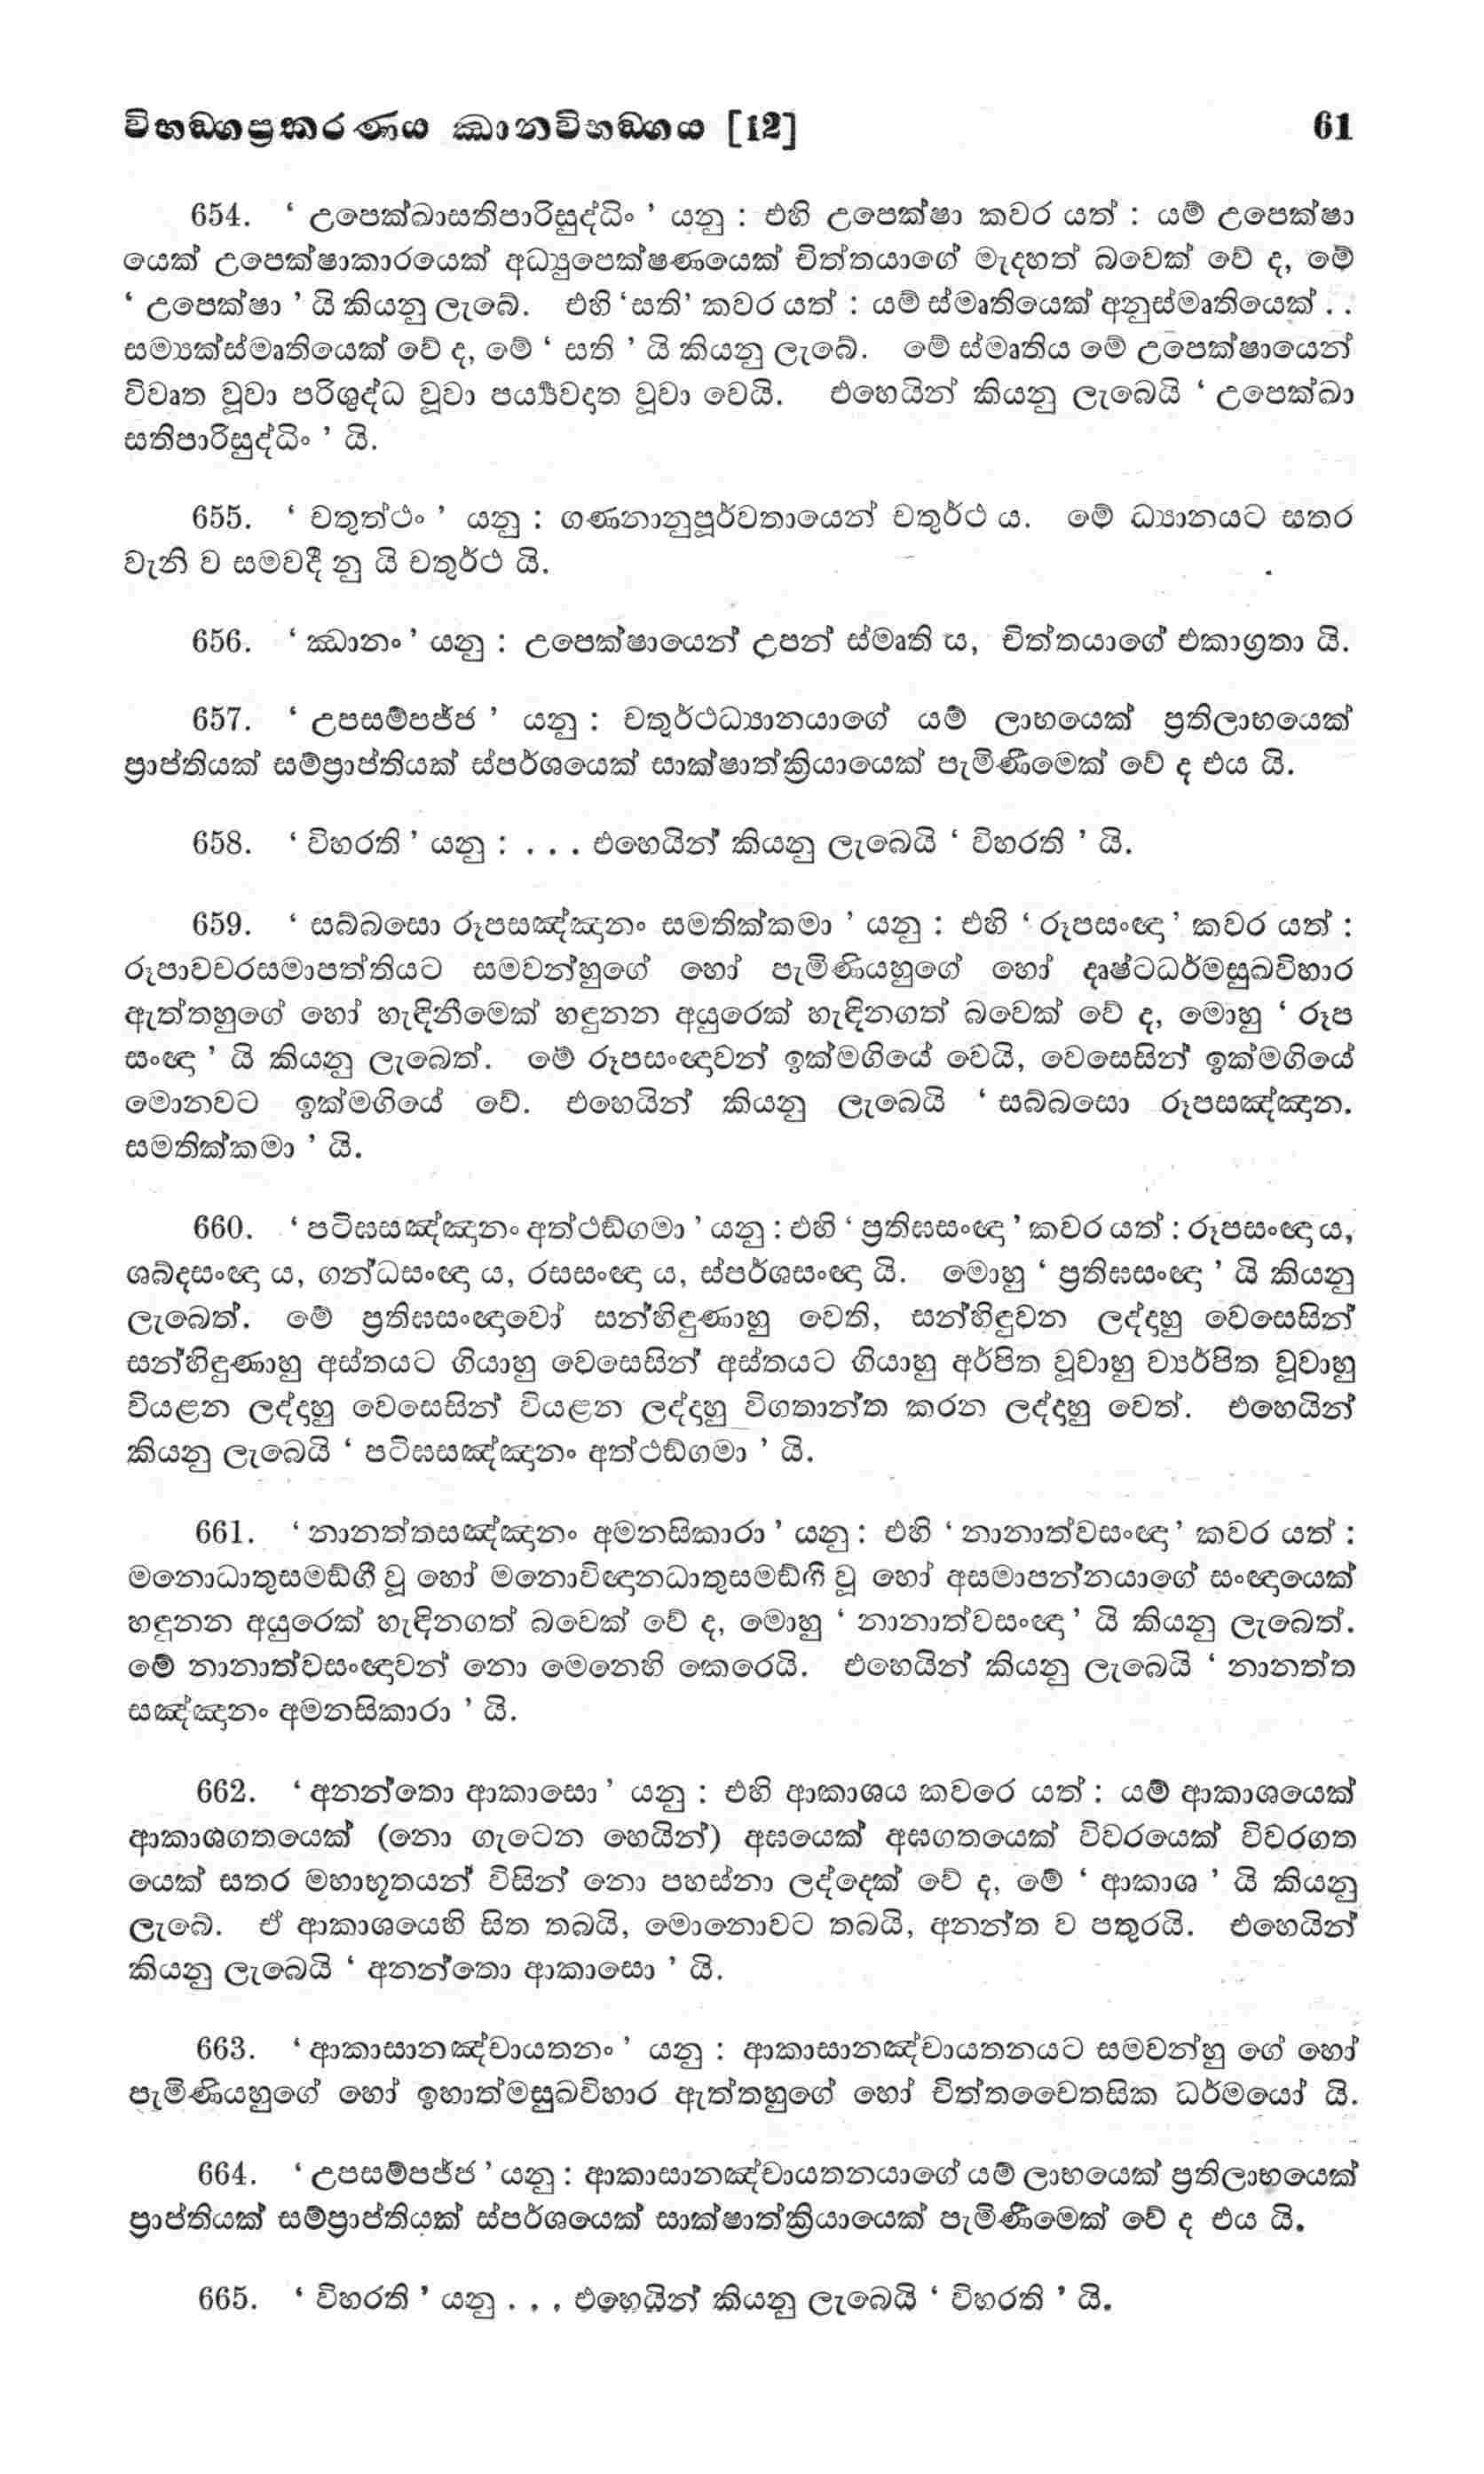 විභඞ්ගප්‍රකරණය ඣානවිභඞ්ගය [12] 61
654. ‘ උපෙක්ඛාසතිපාරිසුද්ධිං ’ යනු : එහි උපෙක්ෂා කවර යත් : යම් උපෙක්ෂා
යෙක් උපෙක්ෂාකාරයෙක් අධ්‍යුපෙක්ෂණයෙක් චිත්තයාගේ මැදහත් බවෙක් වේ ද, මේ
‘ උපෙක්ෂා ’ යි කියනු ලැබේ. එහි ‘සති’ කවර යත් : යම් ස්මෘතියෙක් අනුස්මෘතියෙක් . .
සම්‍යක්ස්මෘතියෙක් වේ ද, මේ ‘ සති ’ යි කියනු ලැබේ. මේ ස්මෘතිය මේ උපෙක්ෂායෙන්
විවෘත වූවා පරිශුද්ධ වූවා පර්‍ය්‍යවදාත වූවා වෙයි. එහෙයින් කියනු ලැබෙයි ‘ උපෙක්ඛා
සතිපාරිසුද්ධිං ’ යි.
655. ‘ චතුත්ථං ’ යනු : ගණනානුපූර්වතායෙන් චතුර්ථ ය. මේ ධ්‍යානයට සතර
වැනි ව සමවදී නු යි චතුර්ථ යි.
656. ‘ ඣානං ’ යනු : උපෙක්ෂායෙන් උපන් ස්මෘති ය, චිත්තයාගේ එකාග්‍රතා යි.
657. ‘ උපසම්පජ්ජ ’ යනු : චතුර්ථධ්‍යානයාගේ යම් ලාභයෙක් ප්‍රතිලාභයෙක්
ප්‍රාප්තියක් සම්ප්‍රාප්තියක් ස්පර්ශයෙක් සාක්ෂාත්ක්‍රියායෙක් පැමිණීමෙක් වේ ද එය යි.
658. ‘ විහරති ’ යනු : . . . එහෙයින් කියනු ලැබෙයි ‘ විහරති ’ යි.
659. ‘ සබ්බසො රූපසඤ්ඤානං සමතික්කමා ’ යනු : එහි ‘ රූපසංඥා ’ කවර යත් :
රූපාවචරසමාපත්තියට සමවන්හුගේ හෝ පැමිණියහුගේ හෝ දෘෂ්ටධර්මසුඛවිහාර
ඇත්තහුගේ හෝ හැඳිනීමෙක් හඳුනන අයුරෙක් හැඳිනගත් බවෙක් වේ ද, මොහු ‘ රූප
සංඥා ’ යි කියනු ලැබෙත්. මේ රූපසංඥාවන් ඉක්මගියේ වෙයි, වෙසෙසින් ඉක්මගියේ
මොනවට ඉක්මගියේ වේ. එහෙයින් කියනු ලැබෙයි ‘ සබ්බසො රූපසඤ්ඤාන.
සමතික්කමා ’ යි.
660. ‘ පටිඝසඤ්ඤානං අත්ථඞ්ගමා ’ යනු : එහි ‘ ප්‍රතිඝසංඥා ’ කවර යත් : රූපසංඥා ය,
ශබ්දසංඥා ය, ගන්ධසංඥා ය, රසසංඥා ය, ස්පර්ශසංඥා යි. මොහු ‘ ප්‍රතිඝසංඥා ’ යි කියනු
ලැබෙත්. මේ ප්‍රතිඝසංඥාවෝ සන්හිඳුණාහු වෙති, සන්හිඳුවන ලද්දාහු වෙසෙසින්
සන්හිඳුණාහු අස්තයට ගියාහු වෙසෙසින් අස්තයට ගියාහු අර්පිත වූවාහු ව්‍යර්පිත වූවාහු
වියළන ලද්දාහු වෙසෙසින් වියළන ලද්දාහු විගතාන්ත කරන ලද්දාහු වෙත්. එහෙයින්
කියනු ලැබෙයි ‘ පටිඝසඤ්ඤානං අත්ථඞ්ගමා ’ යි.
661. ‘ නානත්තසඤ්ඤානං අමනසිකාරා ’ යනු : එහි ‘ නානාත්වසංඥා ’ කවර යත් :
මනොධාතුසමඞ්ගී වූ හෝ මනොවිඥානධාතුසමඞ්ගි වූ හෝ අසමාපන්නයාගේ සංඥායෙක්
හඳුනන අයුරෙක් හැඳිනගත් බවෙක් වේ ද, මොහු ‘ නානාත්වසංඥා ’ යි කියනු ලැබෙත්.
මේ නානාත්වසංඥාවන් නො මෙනෙහි කෙරෙයි. එහෙයින් කියනු ලැබෙයි ‘ නානත්ත
සඤ්ඤානං අමනසිකාරා ’ යි.
662. ‘ අනන්තො ආකාසො ’ යනු : එහි ආකාශය කවරෙ යත් : යම් ආකාශයෙක්
ආකාශගතයෙක් (නො ගැටෙන හෙයින්) අඝයෙක් අඝගතයෙක් විවරයෙක් විවරගත
යෙක් සතර මහාභූතයන් විසින් නො පහස්නා ලද්දෙක් වේ ද, මේ ‘ ආකාශ ’ යි කියනු
ලැබේ. ඒ ආකාශයෙහි සිත තබයි, මොනොවට තබයි, අනන්ත ව පතුරයි. එහෙයින්
කියනු ලැබෙයි ‘ අනන්තො ආකාසො ’ යි.
663. ‘ ආකාසානඤ්චායතනං ’ යනු : ආකාසානඤ්චායතනයට සමවන්හු ගේ හෝ
පැමිණියහුගේ හෝ ඉහාත්මසුඛවිහාර ඇත්තහුගේ හෝ චිත්තචෛතසික ධර්මයෝ යි.
664. ‘ උපසම්පජ්ජ ’ යනු : ආකාසානඤ්චායතනයාගේ යම් ලාභයෙක් ප්‍රතිලාභයෙක්
ප්‍රාප්තියක් සම්ප්‍රාප්තියක් ස්පර්ශයෙක් සාක්ෂාත්ක්‍රියායෙක් පැමිණීමෙක් වේ ද එය යි.
665. ‘ විහරති ’ යනු . . . එහෙයින් කියනු ලැබෙයි ‘ විහරති ’ යි.